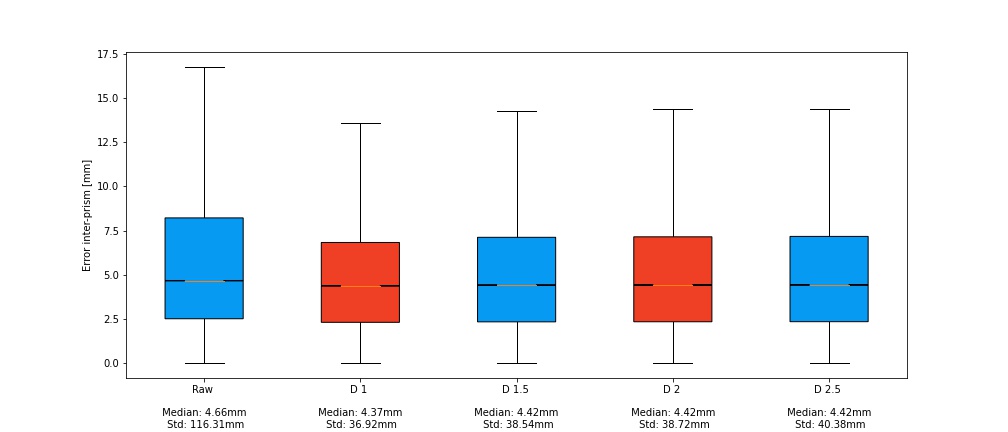 Error inter-prism [mm]
17.5
15.0
12.5
10.0
7.5
5.0
2.5
0.0
Raw D 1 D 1.5 D 2 D 2.5
Median: 4.66mm Median: 4.37mm Median: 4.42mm Median: 4.42mm Median: 4.42mm
Std: 116.31mm Std: 36.92mm Std: 38.54mm Std: 38.72mm Std: 40.38mm